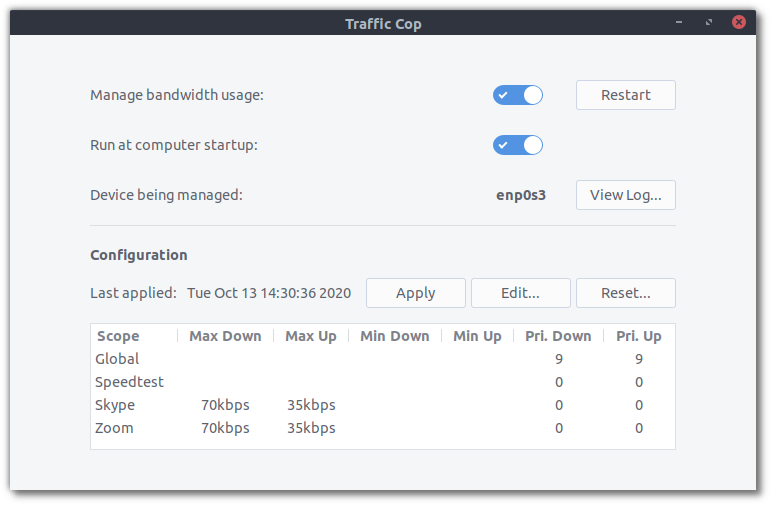 Traffic Cop
Manage bandwidth usage: Restart
Run at computer startup:
Device being managed: enp0s3 View Log...
Configuration
Last applied: Tue Oct 13 14:30:36 2020 Apply Edit... Reset...
Scope Max Down Max Up Min Down Min Up Pri. Down Pri. Up
Global 9 9
Speedtest 0 0
Skype 70kbps 35kbps 0 0
Zoom 70kbps 35kbps 0 0